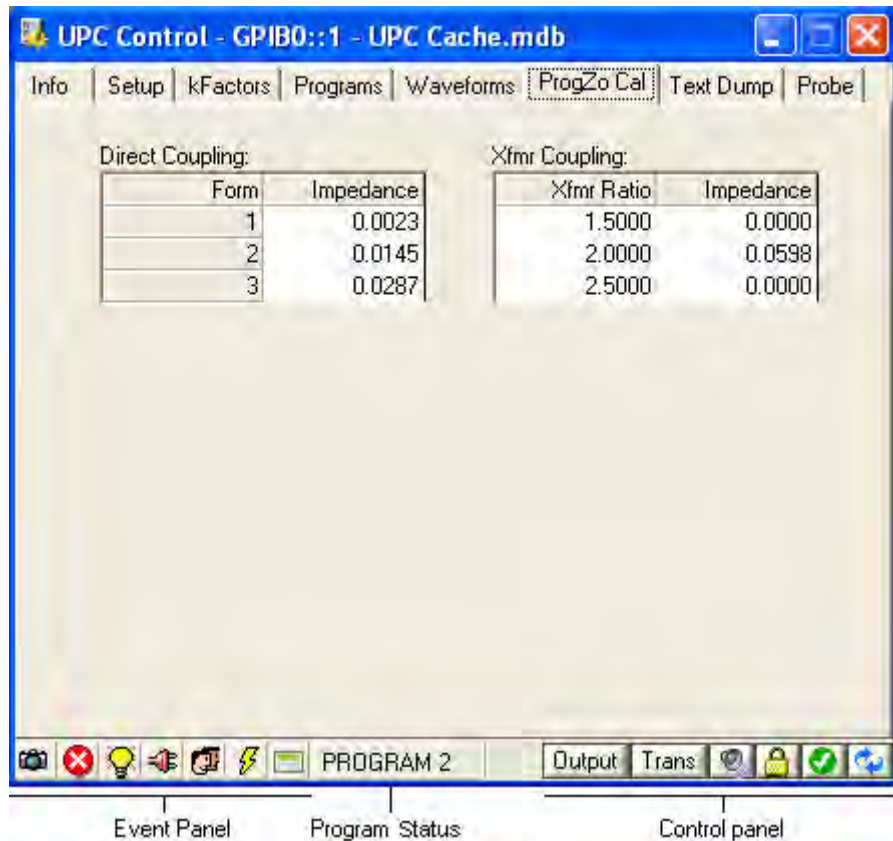 UPC Control - GPIB0::1 - UPC Cache.mdb
Info Setup kFactors Programs Waveforms ProgZo Cal Text Dump Probe
Direct Coupling: Xfmr Coupling:
Form Impedance Xfmr Ratio Impedance
1 0.0023 1.5000 0.0000
2 0.0145 2.0000 0.0598
3 0.0287 2.5000 0.0000
PROGRAM 2 Output Trans
Event Panel Program Status Control panel